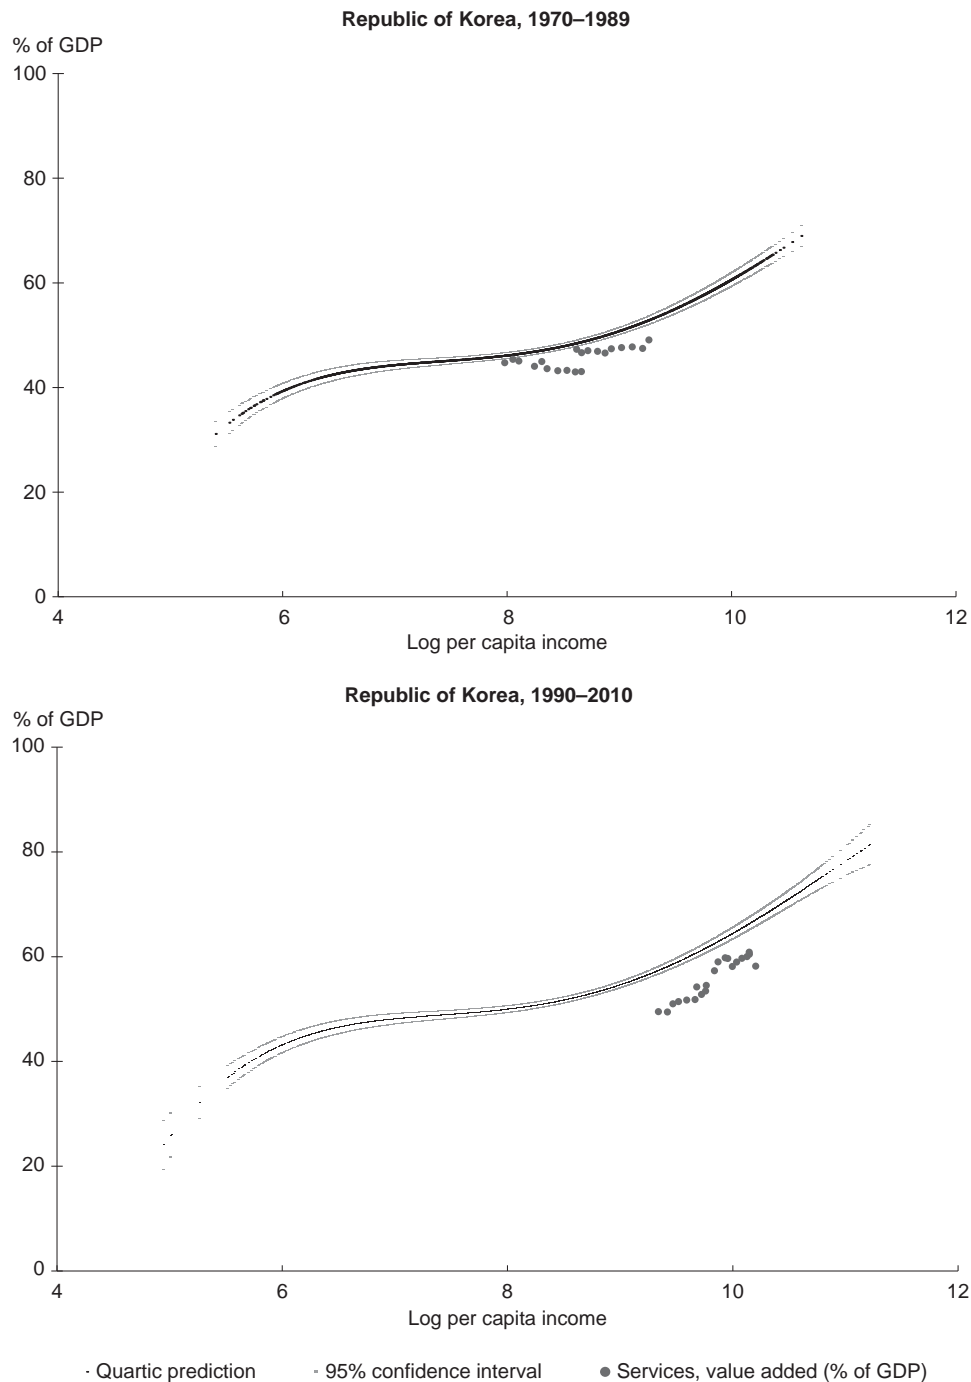 Republic of Korea, 1970–1989
% of GDP
100
80
60
40
20
0
4 6 8 10 12
Log per capita income
Republic of Korea, 1990–2010
% of GDP
100
80
60
40
20
0
4 6 8 10 12
Log per capita income
Quartic prediction 95% confidence interval Services, value added (% of GDP)